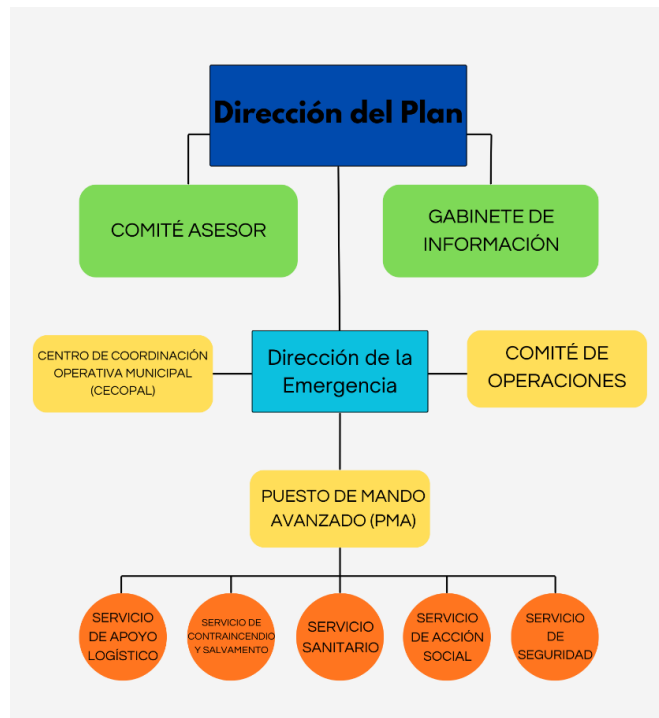 Dirección del Plan
COMITÉ ASESOR
GABINETE DE
INFORMACIÓN
CENTRO DE COORDINACIÓN
OPERATIVA MUNICIPAL
(CECOPAL)
Dirección de la
Emergencia
COMITÉ DE
OPERACIONES
PUESTO DE MANDO
AVANZADO (PMA)
SERVICIO
DE APOYO
LOGÍSTICO
SERVICIO DE
CONTRAINCENDIO
Y SALVAMENTO
SERVICIO
SANITARIO
SERVICIO
DE ACCIÓN
SOCIAL
SERVICIO
DE
SEGURIDAD